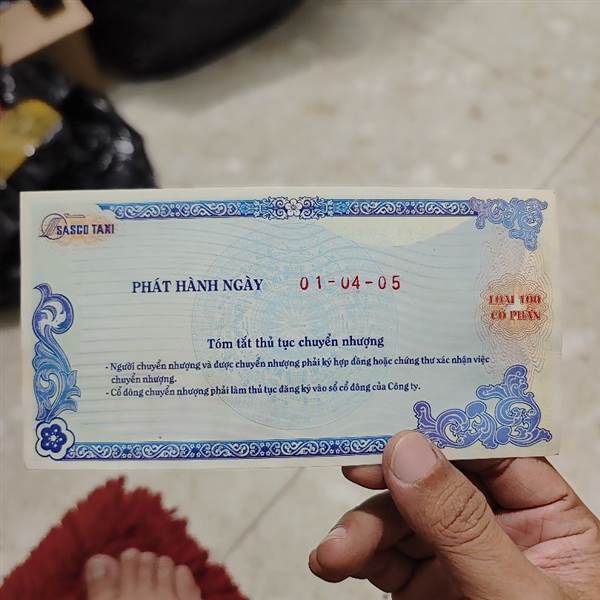 SASCO TAXI
PHÁT HÀNH NGÀY 01-04-05
LOẠI 100
CỔ PHẦN
Tóm tắt thủ tục chuyển nhượng
- Người chuyển nhượng và được chuyển nhượng phải ký hợp đồng hoặc chứng thư xác nhận việc
chuyển nhượng.
- Cổ đông chuyển nhượng phải làm thủ tục đăng ký vào sổ cổ đông của Công ty.